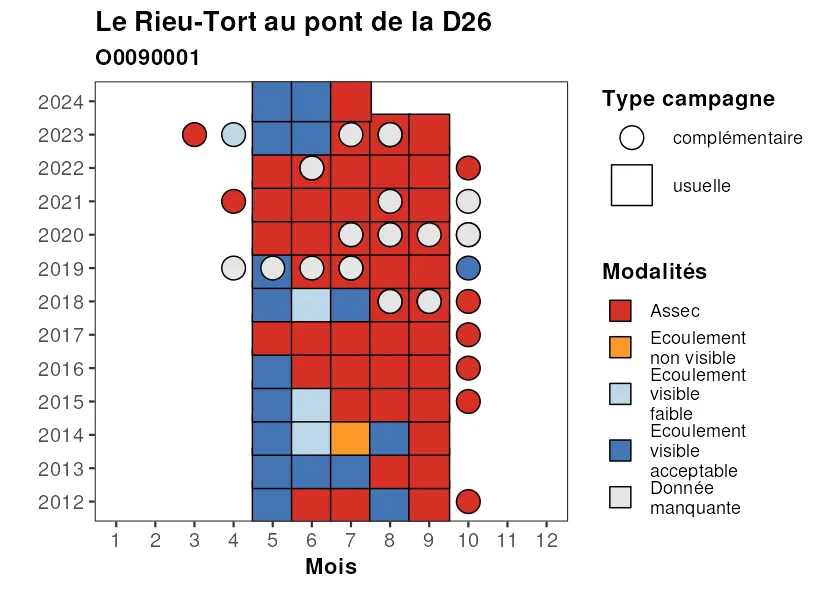 Le Rieu-Tort au pont de la D26
O0090001
2024
2023
2022
2021
2020
2019
2018
2017
2016
2015
2014
2013
2012
1 2 3 4 5 6 7 8 9 10 11 12
Mois
Type campagne
complémentaire
usuelle
Modalités
Assec
Ecoulement
non visible
Ecoulement
visible
faible
Ecoulement
visible
acceptable
Donnée
manquante